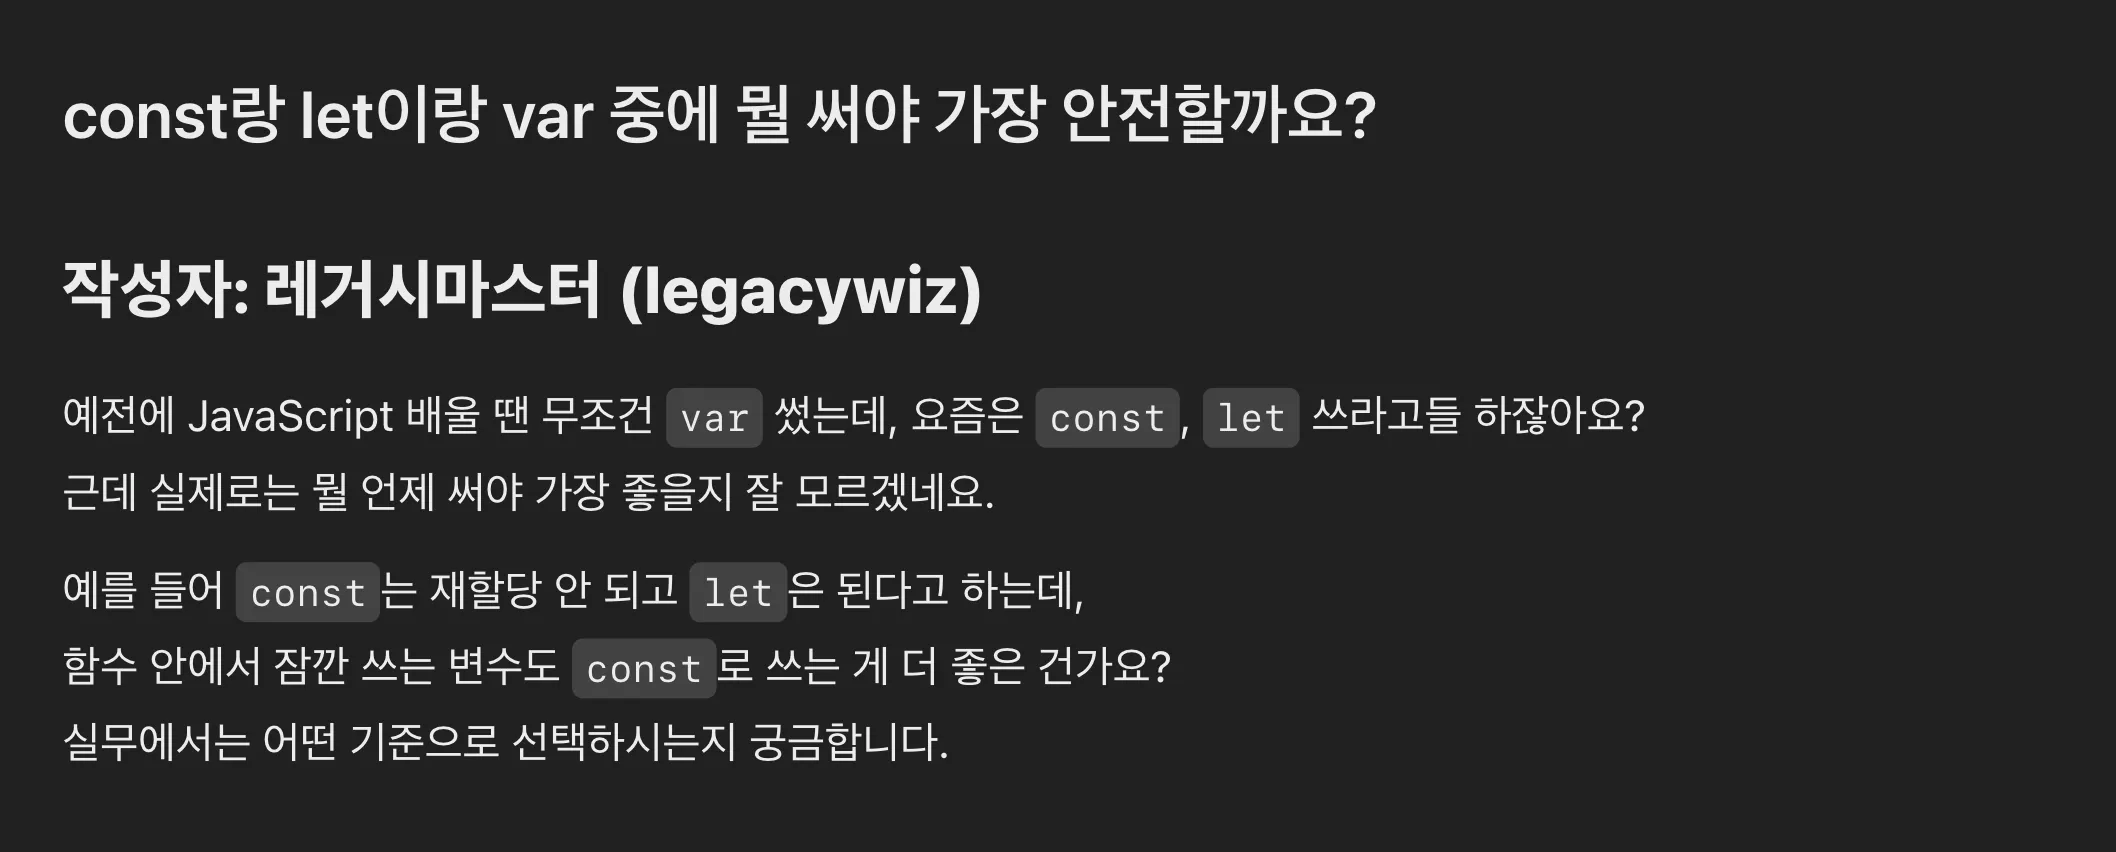 const랑 let이랑 var 중에 뭘 써야 가장 안전할까요?
작성자: 레거시마스터 (legacywiz)
예전에 JavaScript 배울 땐 무조건 var 썼는데, 요즘은 const, let 쓰라고들 하잖아요?
근데 실제로는 뭘 언제 써야 가장 좋을지 잘 모르겠네요.
예를 들어 const는 재할당 안 되고 let은 된다고 하는데,
함수 안에서 잠깐 쓰는 변수도 const로 쓰는 게 더 좋은 건가요?
실무에서는 어떤 기준으로 선택하시는지 궁금합니다.